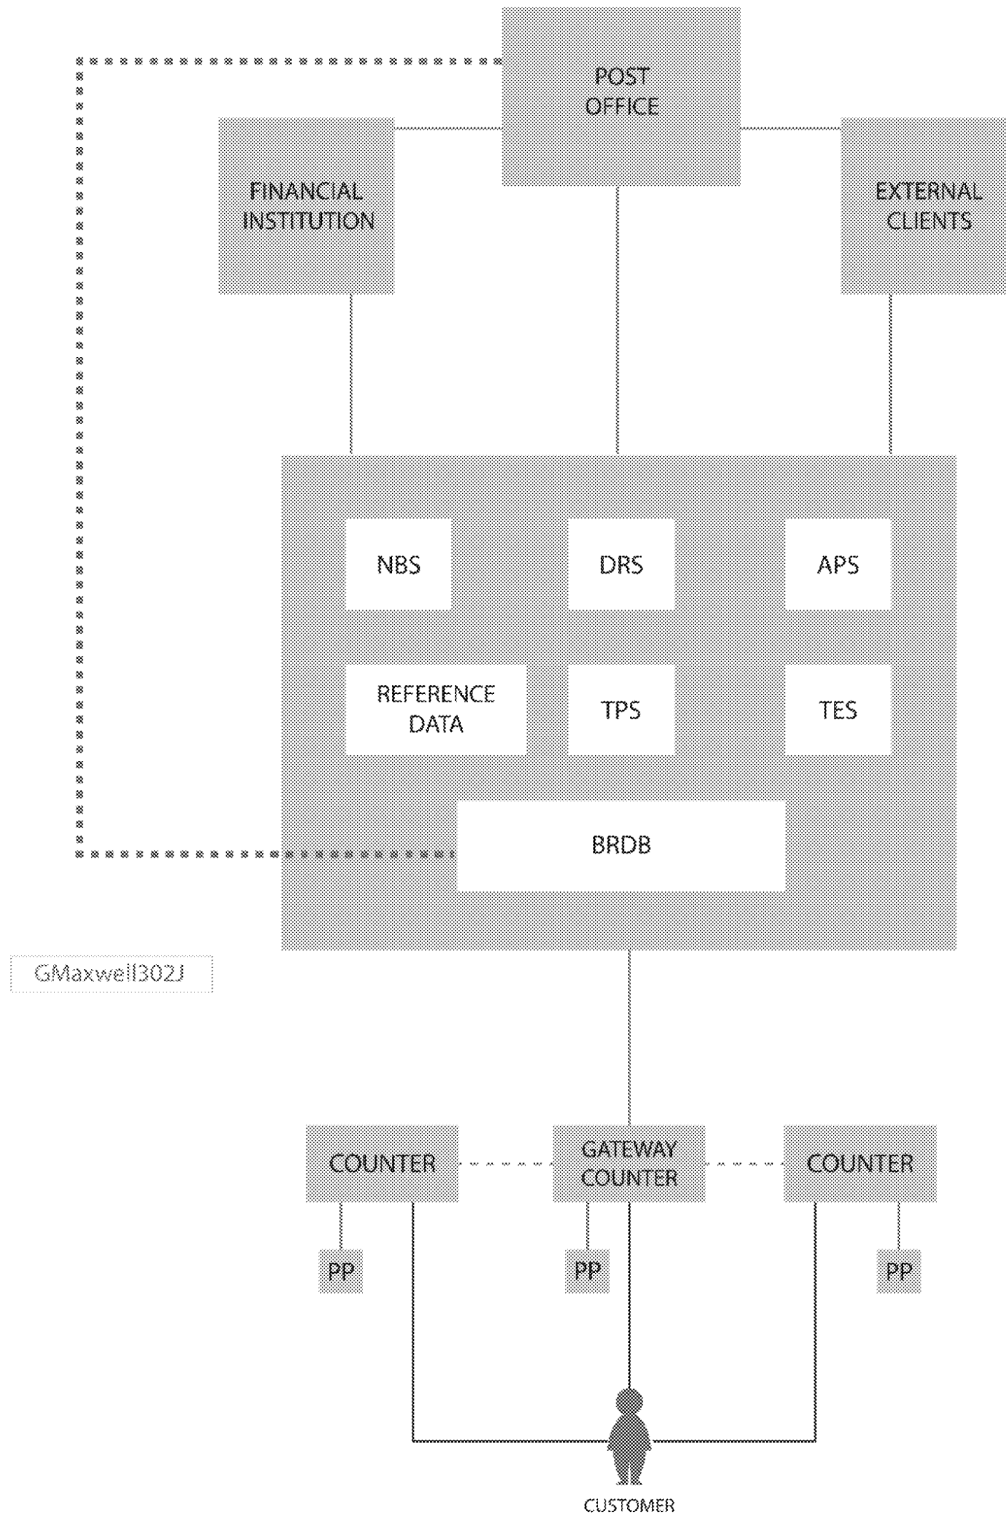 POST
OFFICE
FINANCIAL
INSTITUTION
EXTERNAL
CLIENTS
NBS
DRS
APS
REFERENCE
DATA
TPS
TES
BRDB
GMaxwell302J
COUNTER
GATEWAY
COUNTER
COUNTER
PP
PP
PP
CUSTOMER